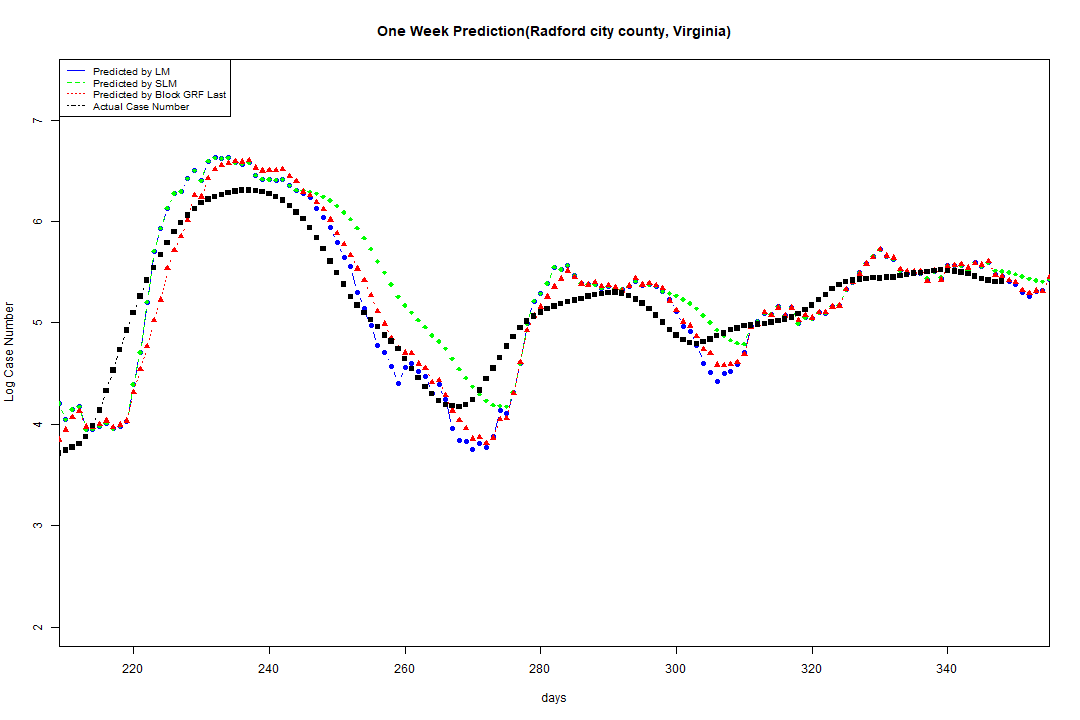 One Week Prediction(Radford city county, Virginia)
Predicted by LM
Predicted by SLM
Predicted by Block GRF Last
Actual Case Number
Log Case Number
7
6
5
4
3
2
220 240 260 280 300 320 340
days